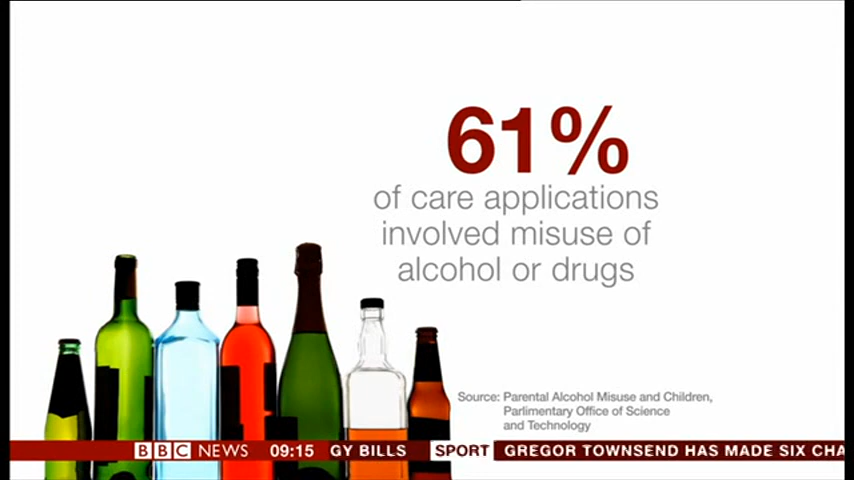 61%
of care applications
involved misuse of
alcohol or drugs
Source: Parental Alcohol Misuse and Children,
Parlimentary Office of Science
and Technology
BBC NEWS 09:15 GY BILLS SPORT GREGOR TOWNSEND HAS MADE SIX CHA